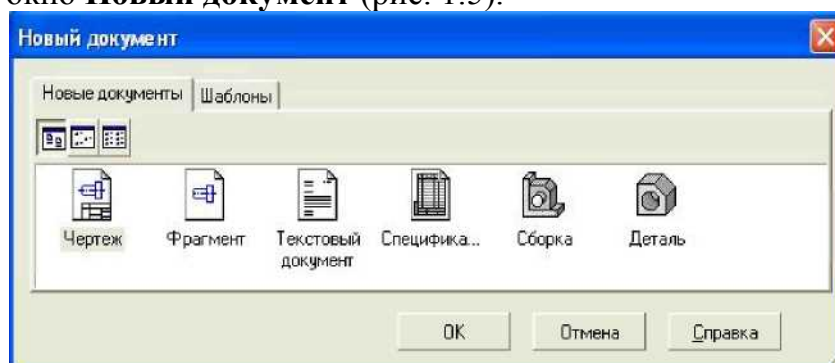 окно Новый документ (рис. 1.5).
Новый документ
Новые документы Шаблоны
Чертеж Фрагмент Текстовый документ Специфика... Сборка Деталь
OK Отмена Справка